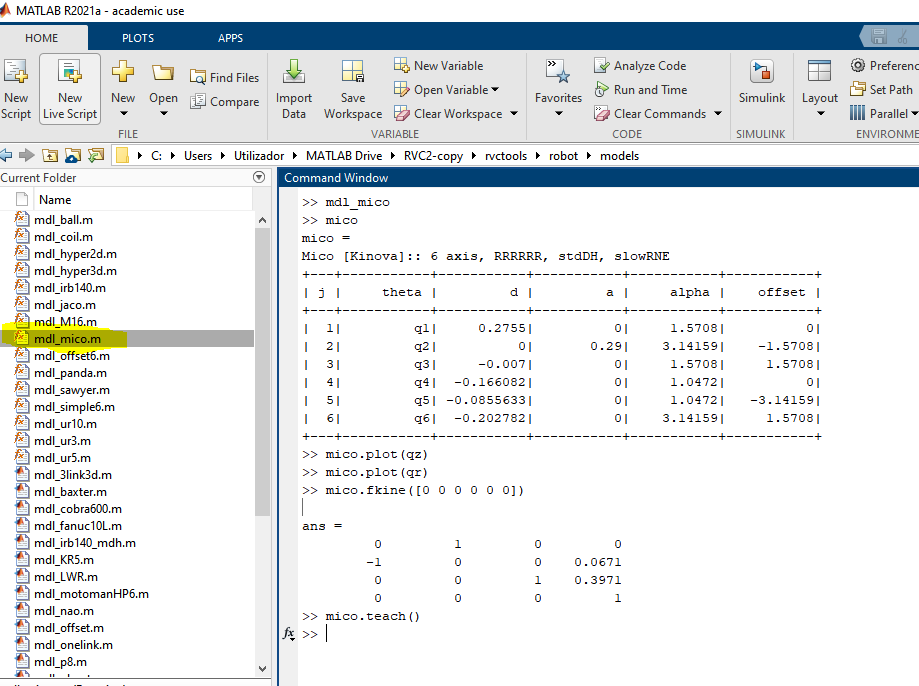 MATLAB R2021a - academic use
HOME PLOTS APPS
New Script
New Live Script
New
Open
Find Files
Compare
FILE
Import Data
Save Workspace
New Variable
Open Variable
Clear Workspace
VARIABLE
Favorites
Analyze Code
Run and Time
Clear Commands
CODE
Simulink
SIMULINK
Layout
Preferenc
Set Path
Parallel
ENVIRONME
C: Users Utilizador MATLAB Drive RVC2-copy rvctools robot models
Current Folder
Name
mdl_ball.m
mdl_coil.m
mdl_hyper2d.m
mdl_hyper3d.m
mdl_irb140.m
mdl_jaco.m
mdl_M16.m
mdl_mico.m
mdl_offset6.m
mdl_panda.m
mdl_sawyer.m
mdl_simple6.m
mdl_ur10.m
mdl_ur3.m
mdl_ur5.m
mdl_3link3d.m
mdl_baxter.m
mdl_cobra600.m
mdl_fanuc10L.m
mdl_irb140_mdh.m
mdl_KR5.m
mdl_LWR.m
mdl_motomanHP6.m
mdl_nao.m
mdl_offset.m
mdl_onelink.m
mdl_p8.m
Command Window
>> mdl_mico
>> mico
mico =
Mico [Kinova]:: 6 axis, RRRRRR, stdDH, slowRNE
+---+-----------+-----------+-----------+-----------+-----------+
| j |     theta |         d |         a |     alpha |    offset |
+---+-----------+-----------+-----------+-----------+-----------+
|  1|         q1|     0.2755|          0|     1.5708|          0|
|  2|         q2|          0|       0.29|    3.14159|    -1.5708|
|  3|         q3|     -0.007|          0|     1.5708|     1.5708|
|  4|         q4|  -0.166082|          0|     1.0472|          0|
|  5|         q5| -0.0855633|          0|     1.0472|   -3.14159|
|  6|         q6|  -0.202782|          0|    3.14159|     1.5708|
+---+-----------+-----------+-----------+-----------+-----------+
>> mico.plot(qz)
>> mico.plot(qr)
>> mico.fkine([0 0 0 0 0 0])
ans =
0 1 0 0
-1 0 0 0.0671
0 0 1 0.3971
0 0 0 1
>> mico.teach()
fx >>